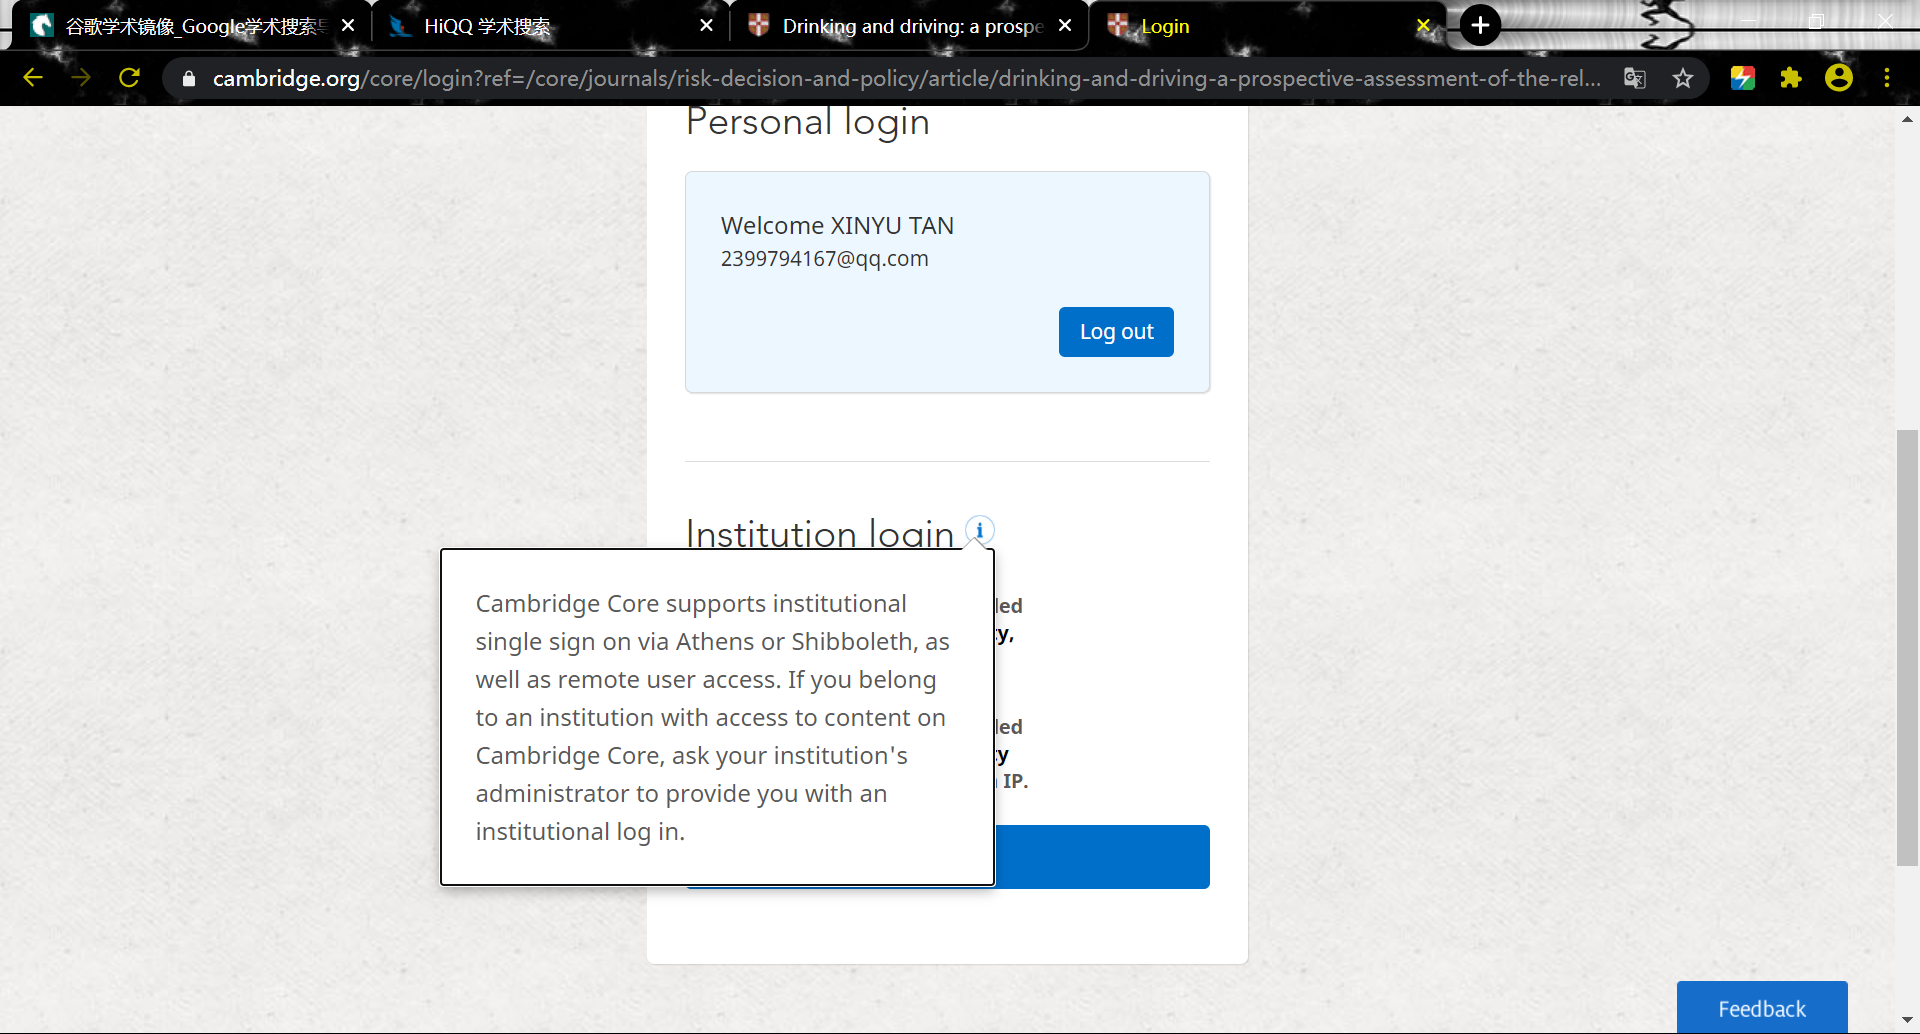 谷歌学术镜像_Google学术搜索
HiQQ 学术搜索
Drinking and driving: a prospe
Login
cambridge.org/core/login?ref=/core/journals/risk-decision-and-policy/article/drinking-and-driving-a-prospective-assessment-of-the-rel...
Personal login
Welcome XINYU TAN
2399794167@qq.com
Log out
Institution login
Cambridge Core supports institutional
single sign on via Athens or Shibboleth, as
well as remote user access. If you belong
to an institution with access to content on
Cambridge Core, ask your institution's
administrator to provide you with an
institutional log in.
IP.
Feedback